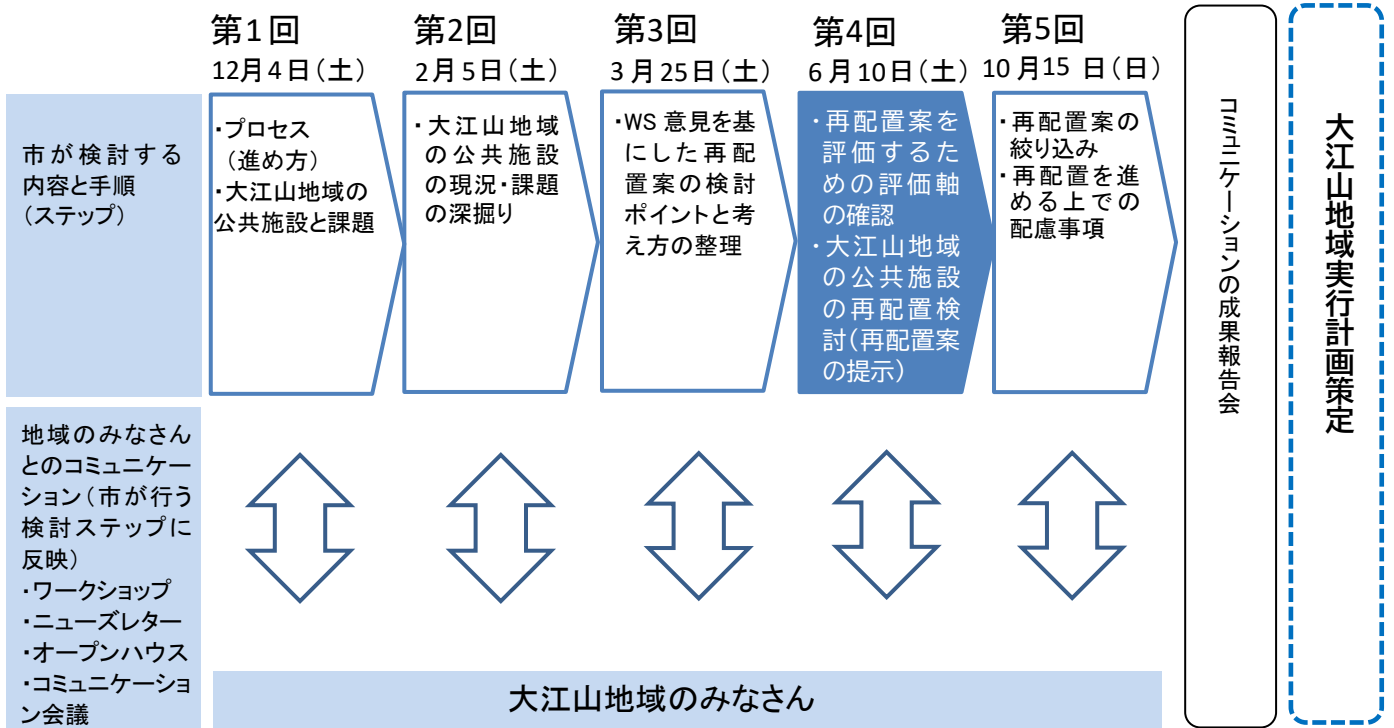 第1回
12月4日(土)
第2回
2月5日(土)
第3回
3月25日(土)
第4回
6月10日(土)
第5回
10月15日(日)
市が検討する
内容と手順
(ステップ)
・プロセス
(進め方)
・大江山地域の
公共施設と課題
・大江山地域
の公共施設
の現況・課題
の深掘り
・WS意見を基
にした再配
置案の検討
ポイントと考
え方の整理
・再配置案を
評価するた
めの評価軸
の確認
・大江山地域
の公共施設
の再配置検
討(再配置案
の提示)
・再配置案の
絞り込み
・再配置を進
める上での
配慮事項
コミュニケーションの成果報告会
大江山地域実行計画策定
地域のみなさん
とのコミュニケー
ション(市が行う
検討ステップに
反映)
・ワークショップ
・ニューズレター
・オープンハウス
・コミュニケーショ
ン会議
大江山地域のみなさん